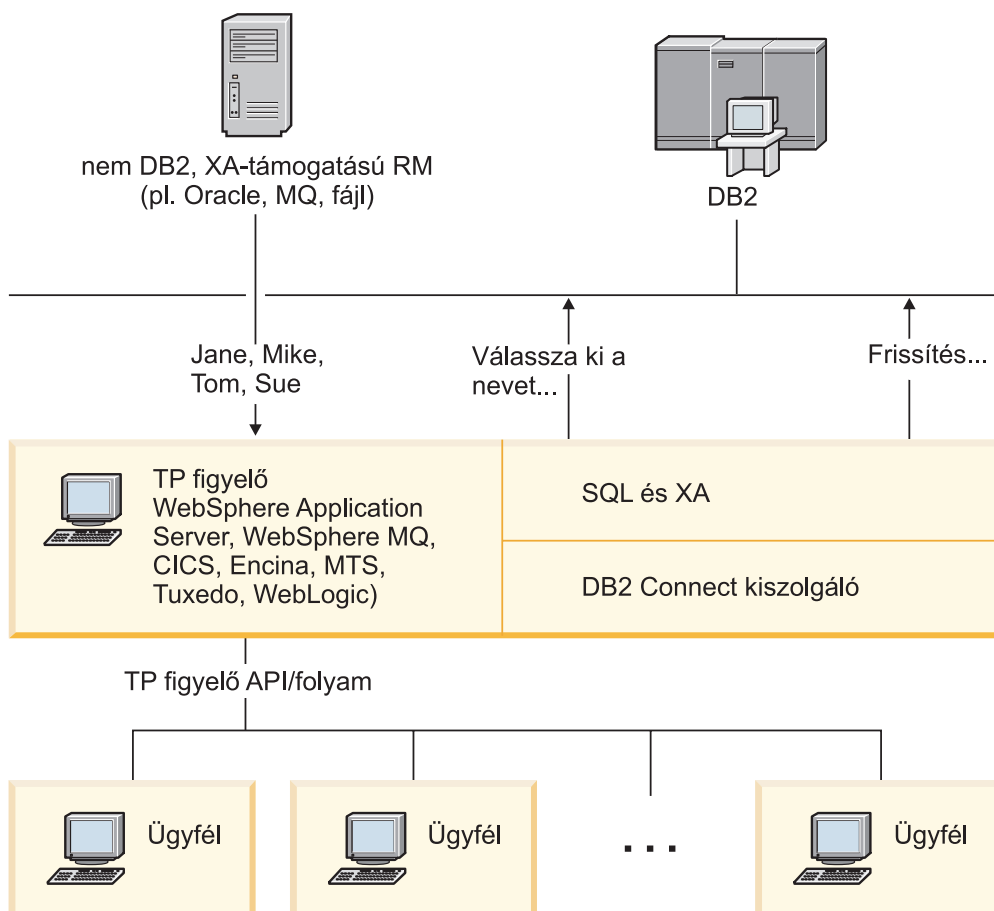 nem DB2, XA-támogatású RM
(pl. Oracle, MQ, fájl)
DB2
Jane, Mike,
Tom, Sue
Válassza ki a
nevet...
Frissítés...
TP figyelő
WebSphere Application
Server, WebSphere MQ,
CICS, Encina, MTS,
Tuxedo, WebLogic)
SQL és XA
DB2 Connect kiszolgáló
TP figyelő API/folyam
Ügyfél
Ügyfél
...
Ügyfél